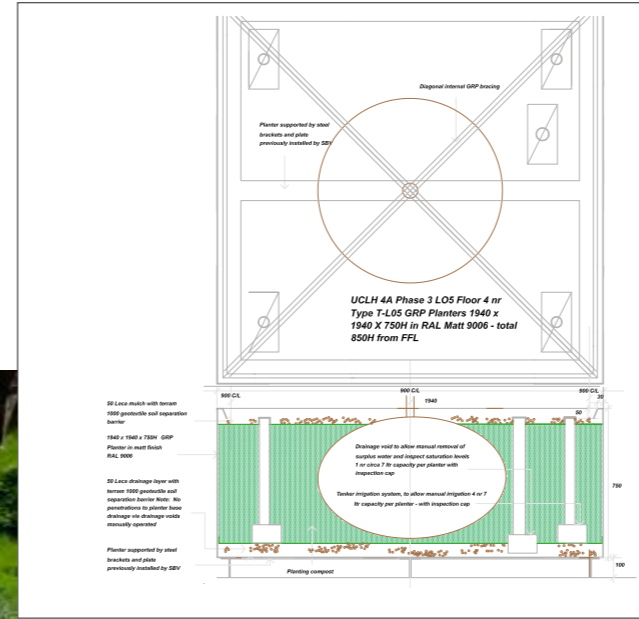 Diagonal internal GRP bracing
Planter supported by steel
brackets and plate
previously installed by SBV
UCLH 4A Phase 3 LO5 Floor 4 nr
Type T-L05 GRP Planters 1940 x
1940 X 750H in RAL Matt 9006 - total
850H from FFL
900 C/L
900 C/L
900 C/L
30
1940
50
50 Leca mulch with terram
1000 geotextile soil separation
barrier
1940 x 1940 x 750H GRP
Planter in matt finish
RAL 9006
50 Leca drainage layer with
terram 1000 geotextile soil
separation barrier Note: No
penetrations to planter base
drainage via drainage voids
manually operated
Planter supported by steel
brackets and plate
previously installed by SBV
Drainage void to allow manual removal of
surplus water and inspect saturation levels
1 nr circa 7 ltr capacity per planter with
inspection cap
Tanker irrigation system, to allow manual irrigation 4 nr 7
ltr capacity per planter - with inspection cap
750
100
Planting compost